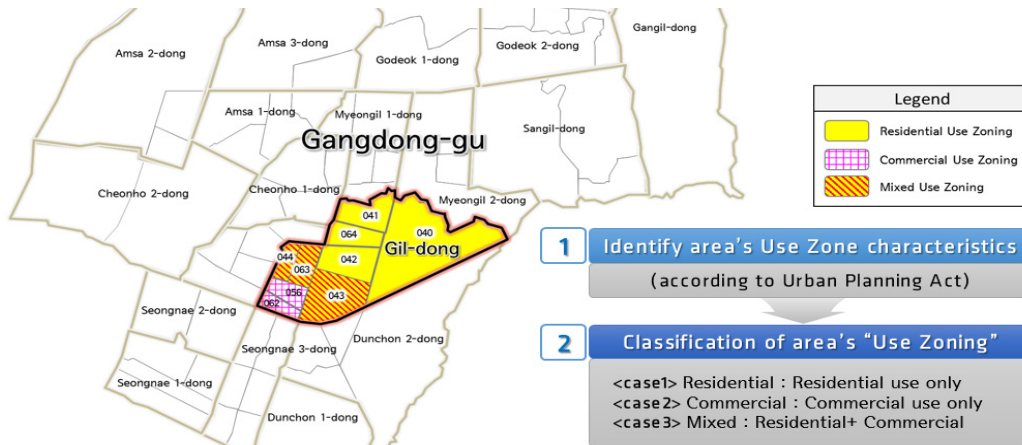 Amsa 2-dong
Amsa 3-dong
Godeok 1-dong
Godeok 2-dong
Gangil-dong
Amsa 1-dong
Myeongil 1-dong
Gangdong-gu
Sangil-dong
Cheonho 2-dong
Cheonho 1-dong
Myeongil 2-dong
041
064
040
Gil-dong
042
044
063
056
043
062
Seongnae 2-dong
Seongnae 3-dong
Dunchon 2-dong
Seongnae 1-dong
Dunchon 1-dong
Legend
Residential Use Zoning
Commercial Use Zoning
Mixed Use Zoning
1 Identify area's Use Zone characteristics
(according to Urban Planning Act)
2 Classification of area's “Use Zoning”
<case1> Residential : Residential use only
<case2> Commercial : Commercial use only
<case3> Mixed : Residential+ Commercial